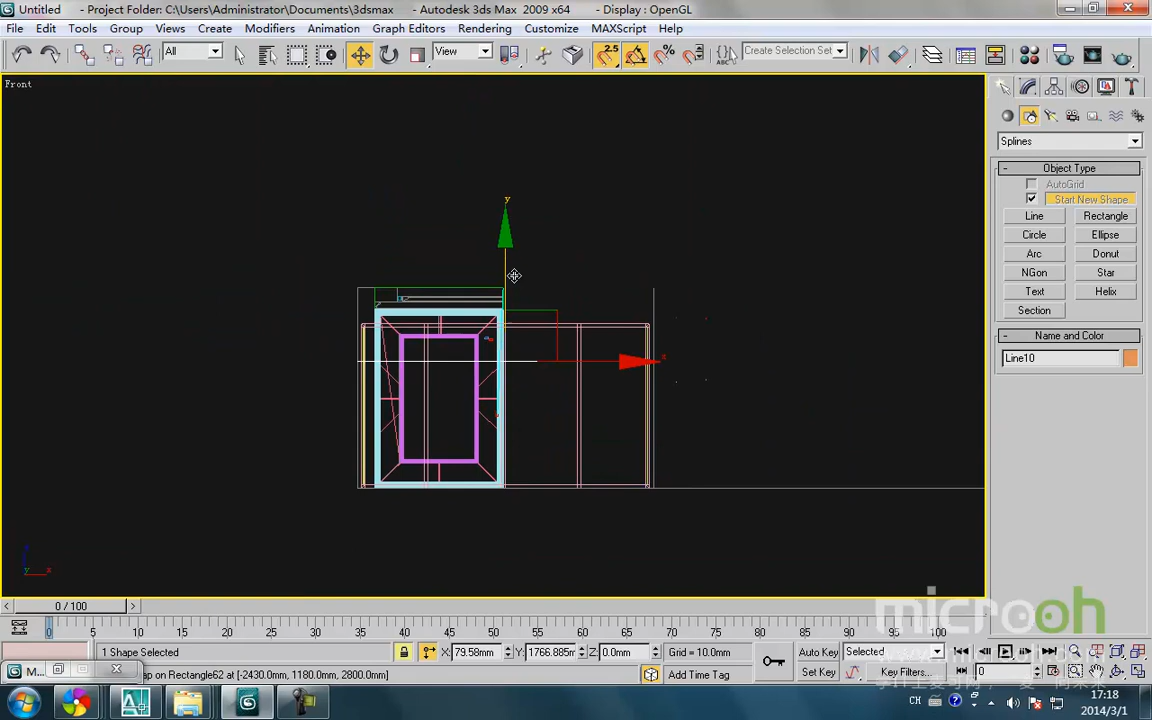 Untitled - Project Folder: C:\Users\Administrator\Documents\3dsmax - Autodesk 3ds Max 2009 x64 - Display : OpenGL
File Edit Tools Group Views Create Modifiers Animation Graph Editors Rendering Customize MAXScript Help
All View 2.5 Create Selection Set
Front
Splines
- Object Type
AutoGrid
Start New Shape
Line Rectangle
Circle Ellipse
Arc Donut
NGon Star
Text Helix
Section
- Name and Color
Line10
y
x
x
0 / 100
0 5 10 15 20 25 30 35 40 45 50 55 60 65 70 75 80 85 90 95 100
microoh
1 Shape Selected X: 79.58mm Y: 1766.885m Z: 0.0mm Grid = 10.0mm Auto Key Selected
M... ap on Rectangle62 at [-2430.0mm, 1180.0mm, 2800.0mm] Add Time Tag Set Key Key Filters... 0
CH 17:18
2014/3/1